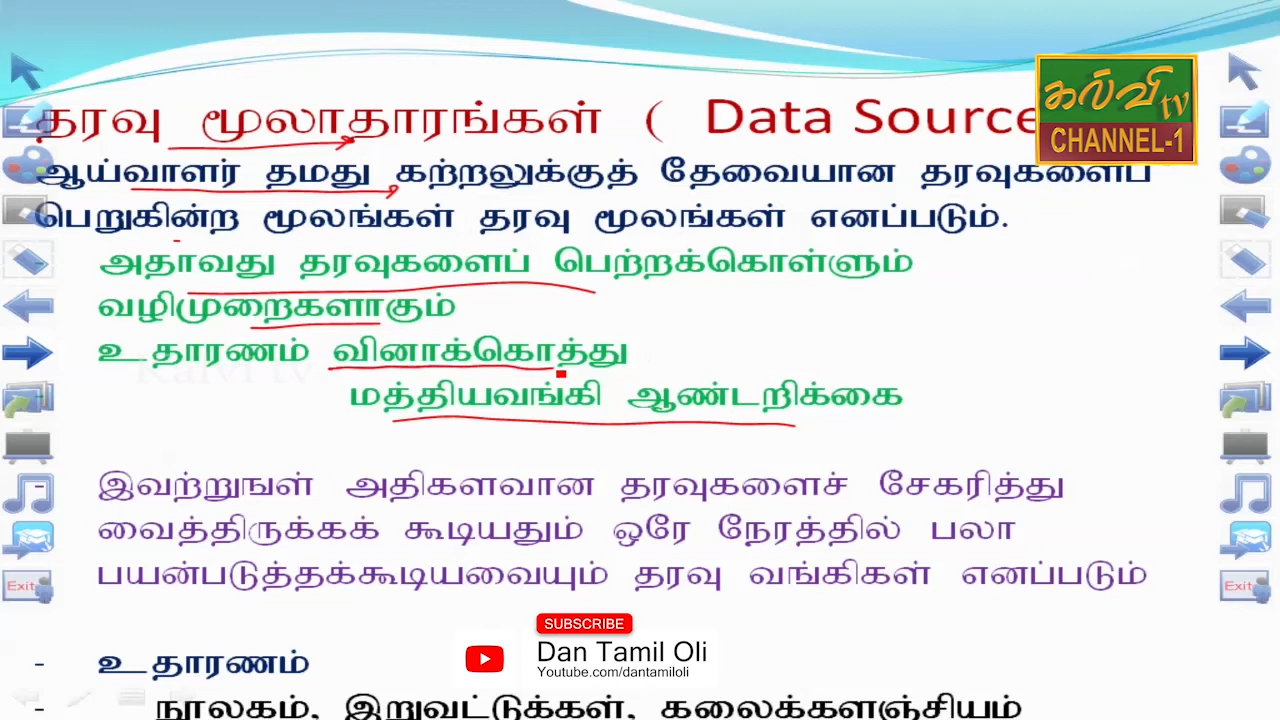 தரவு மூலாதாரங்கள் ( Data Source
கல்வி tv
CHANNEL-1
ஆய்வாளர் தமது கற்றலுக்குத் தேவையான தரவுகளைப்
பெறுகின்ற மூலங்கள் தரவு மூலங்கள் எனப்படும்.
அதாவது தரவுகளைப் பெற்றக்கொள்ளும்
வழிமுறைகளாகும்
உதாரணம் வினாக்கொத்து
மத்தியவங்கி ஆண்டறிக்கை
- இவற்றுஙள் அதிகளவான தரவுகளைச் சேகரித்து
வைத்திருக்கக் கூடியதும் ஒரே நேரத்தில் பலா
பயன்படுத்தக்கூடியவையும் தரவு வங்கிகள் எனப்படும்
Exit
Exit
SUBSCRIBE
Dan Tamil Oli
Youtube.com/dantamiloli
- உதாரணம்
- நூலகம், இறுவட்டுக்கள், கலைக்களஞ்சியம்